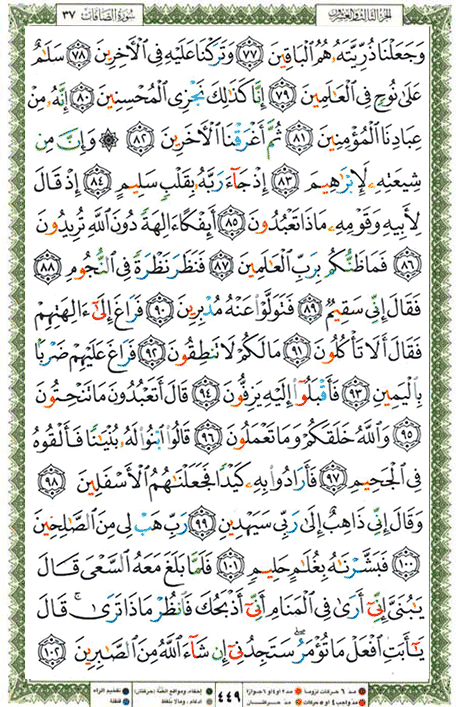 سُورَةُ الصَّافَّاتِ ٣٧ الجزء الثالث والعشرون
وَجَعَلْنَا ذُرِّيَّتَهُۥ هُمُ ٱلْبَاقِينَ ٧٧ وَتَرَكْنَا عَلَيْهِ فِى ٱلْأَخِرِينَ ٧٨ سَلَٰمٌ
عَلَىٰ نُوحٍ فِى ٱلْعَٰلَمِينَ ٧٩ إِنَّا كَذَٰلِكَ نَجْزِى ٱلْمُحْسِنِينَ ٨٠ إِنَّهُۥ مِنْ
عِبَادِنَا ٱلْمُؤْمِنِينَ ٨١ ثُمَّ أَغْرَقْنَا ٱلْأَخَرِينَ ٨٢ ۞ وَإِنَّ مِن
شِيعَتِهِۦ لَإِبْرَٰهِيمَ ٨٣ إِذْ جَآءَ رَبَّهُۥ بِقَلْبٍ سَلِيمٍ ٨٤ إِذْ قَالَ
لِأَبِيهِ وَقَوْمِهِۦ مَاذَا تَعْبُدُونَ ٨٥ أَئِفْكًا ءَالِهَةً دُونَ ٱللَّهِ تُرِيدُونَ
٨٦ فَمَا ظَنُّكُم بِرَبِّ ٱلْعَٰلَمِينَ ٨٧ فَنَظَرَ نَظْرَةً فِى ٱلنُّجُومِ ٨٨
فَقَالَ إِنِّى سَقِيمٌ ٨٩ فَتَوَلَّوْا۟ عَنْهُ مُدْبِرِينَ ٩٠ فَرَاغَ إِلَىٰٓ ءَالِهَتِهِمْ
فَقَالَ أَلَا تَأْكُلُونَ ٩١ مَا لَكُمْ لَا تَنطِقُونَ ٩٢ فَرَاغَ عَلَيْهِمْ ضَرْبًۢا
بِٱلْيَمِينِ ٩٣ فَأَقْبَلُوٓا۟ إِلَيْهِ يَزِفُّونَ ٩٤ قَالَ أَتَعْبُدُونَ مَا تَنْحِتُونَ
٩٥ وَٱللَّهُ خَلَقَكُمْ وَمَا تَعْمَلُونَ ٩٦ قَالُوا۟ ٱبْنُوا۟ لَهُۥ بُنْيَٰنًا فَأَلْقُوهُ
فِى ٱلْجَحِيمِ ٩٧ فَأَرَادُوا۟ بِهِۦ كَيْدًا فَجَعَلْنَٰهُمُ ٱلْأَسْفَلِينَ ٩٨
وَقَالَ إِنِّى ذَاهِبٌ إِلَىٰ رَبِّى سَيَهْدِينِ ٩٩ رَبِّ هَبْ لِى مِنَ ٱلصَّٰلِحِينَ
١٠٠ فَبَشَّرْنَٰهُ بِغُلَٰمٍ حَلِيمٍ ١٠١ فَلَمَّا بَلَغَ مَعَهُ ٱلسَّعْىَ قَالَ
يَٰبُنَىَّ إِنِّىٓ أَرَىٰ فِى ٱلْمَنَامِ أَنِّىٓ أَذْبَحُكَ فَٱنظُرْ مَاذَا تَرَىٰ ۚ قَالَ
يَٰٓأَبَتِ ٱفْعَلْ مَا تُؤْمَرُ ۖ سَتَجِدُنِىٓ إِن شَآءَ ٱللَّهُ مِنَ ٱلصَّٰبِرِينَ ١٠٢
٤٤٩